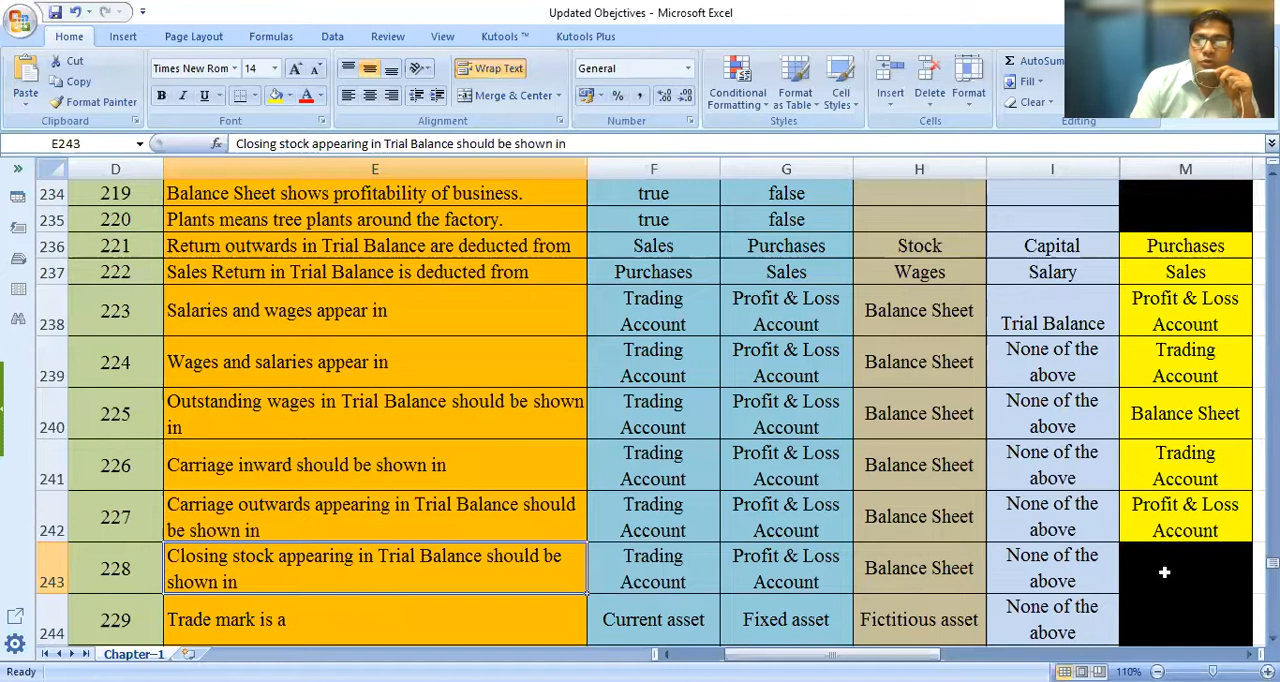 Updated Obejctives - Microsoft Excel
Home Insert Page Layout Formulas Data Review View Kutools ™ Kutools Plus
Cut
Copy
Format Painter
Paste
Clipboard
Times New Rom 14
B I U
Font
Wrap Text
Merge & Center
Alignment
General
% ,
Number
Conditional Formatting
Format as Table
Cell Styles
Styles
Insert Delete Format
Cells
Σ AutoSum
Fill
Clear
Editing
E243 fx Closing stock appearing in Trial Balance should be shown in
D E F G H I M
234 219 Balance Sheet shows profitability of business. true false
235 220 Plants means tree plants around the factory. true false
236 221 Return outwards in Trial Balance are deducted from Sales Purchases Stock Capital Purchases
237 222 Sales Return in Trial Balance is deducted from Purchases Sales Wages Salary Sales
238 223 Salaries and wages appear in Trading Account Profit & Loss Account Balance Sheet Trial Balance Profit & Loss Account
239 224 Wages and salaries appear in Trading Account Profit & Loss Account Balance Sheet None of the above Trading Account
240 225 Outstanding wages in Trial Balance should be shown in Trading Account Profit & Loss Account Balance Sheet None of the above Balance Sheet
241 226 Carriage inward should be shown in Trading Account Profit & Loss Account Balance Sheet None of the above Trading Account
242 227 Carriage outwards appearing in Trial Balance should be shown in Trading Account Profit & Loss Account Balance Sheet None of the above Profit & Loss Account
243 228 Closing stock appearing in Trial Balance should be shown in Trading Account Profit & Loss Account Balance Sheet None of the above
244 229 Trade mark is a Current asset Fixed asset Fictitious asset None of the above
Chapter–1
Ready 110%